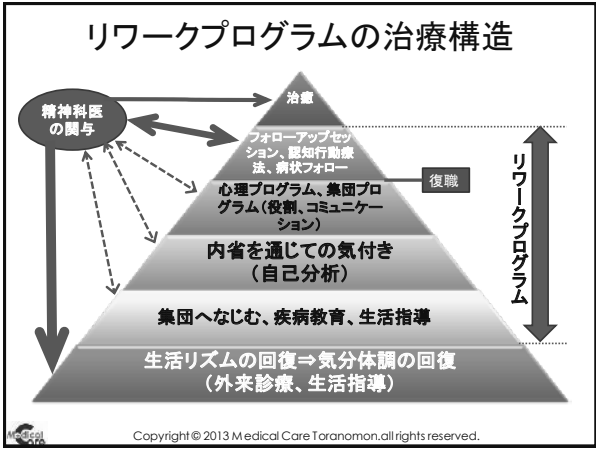 リワークプログラムの治療構造
精神科医
の関与
治癒
フォローアップセッ
ション、認知行動療
法、病状フォロー
復職
心理プログラム、集団プロ
グラム(役割、コミュニケー
ション)
内省を通じての気付き
(自己分析)
集団へなじむ、疾病教育、生活指導
生活リズムの回復⇒気分体調の回復
(外来診療、生活指導)
リワークプログラム
Medical
Care
Copyright © 2013 Medical Care Toranomon.all rights reserved.